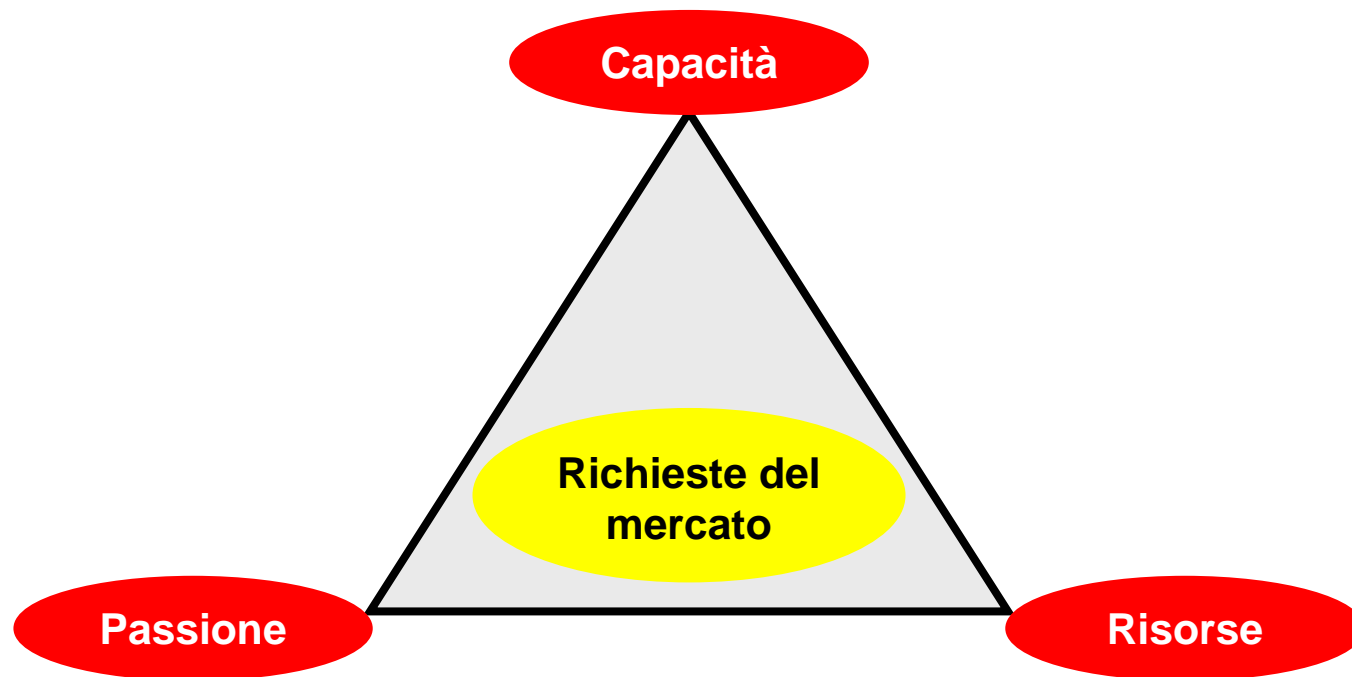 Capacità
Richieste del
mercato
Passione
Risorse